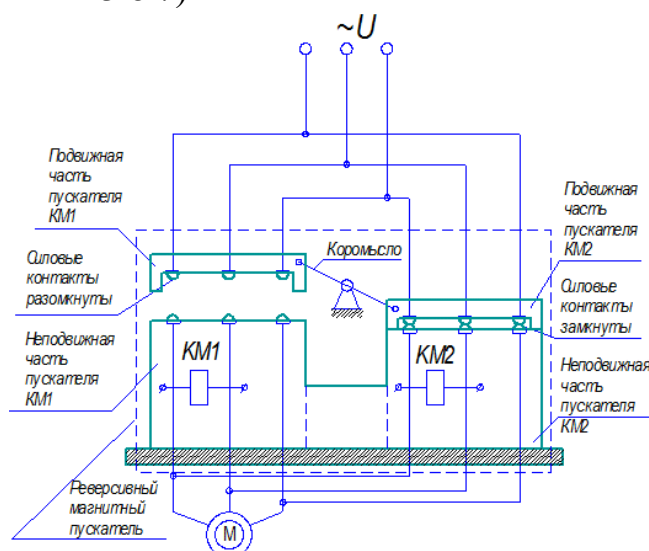 ~U
Подвижная
часть
пускателя
КМ1
Силовые
контакты
разомкнуты
Неподвижная
часть
пускателя
КМ1
Реверсивный
магнитный
пускатель
Коромысло
КМ1
КМ2
М
Подвижная
часть
пускателя
КМ2
Силовые
контакты
замкнуты
Неподвижная
часть
пускателя
КМ2